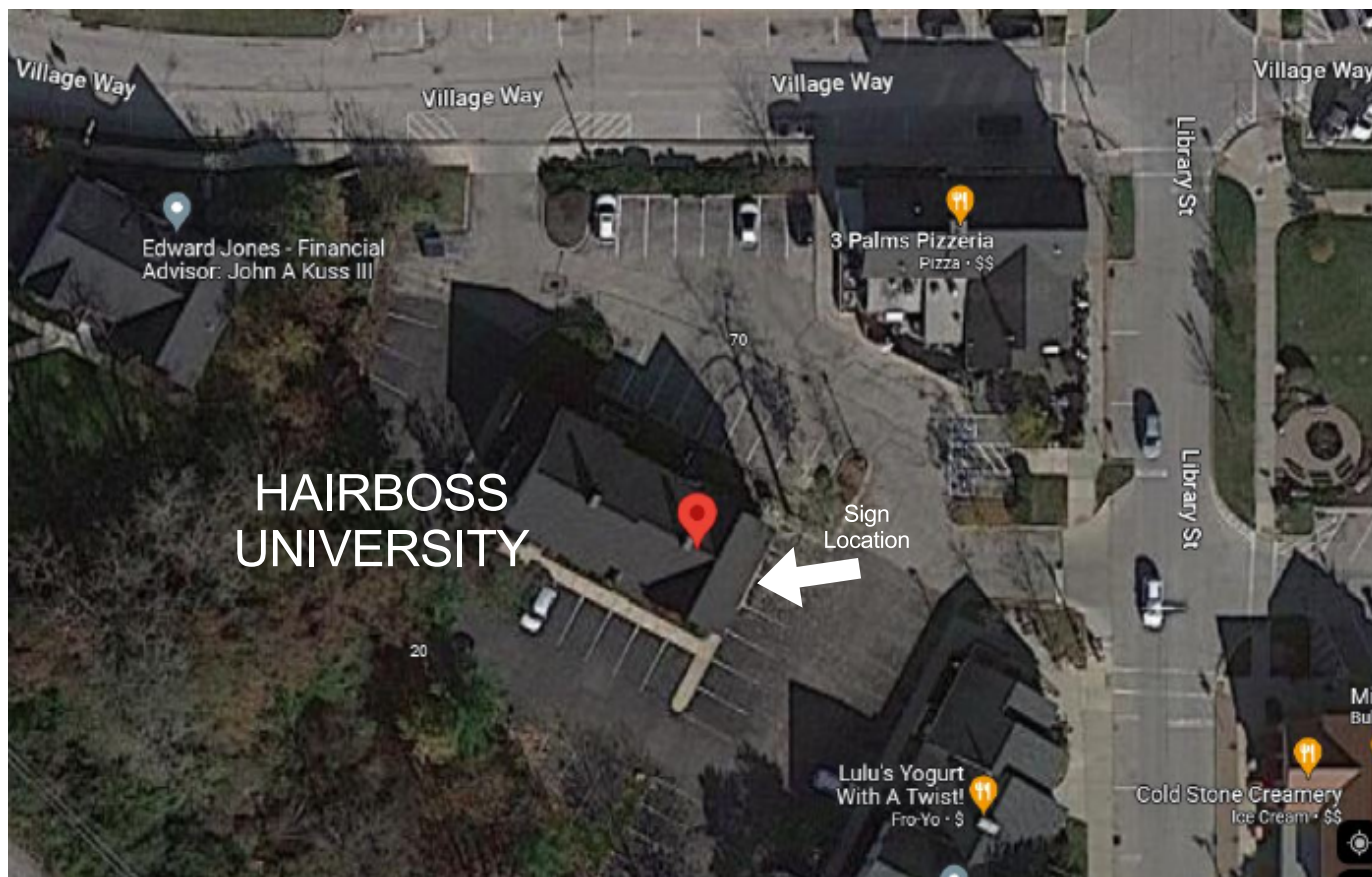 Village Way
Village Way
Village Way
Village Way
Library St
Edward Jones - Financial
Advisor: John A Kuss III
3 Palms Pizzeria
Pizza • $$
70
HAIRBOSS
UNIVERSITY
Sign
Location
Library St
20
Lulu's Yogurt
With A Twist!
Fro-Yo • $
Cold Stone Creamery
Ice Cream • $$